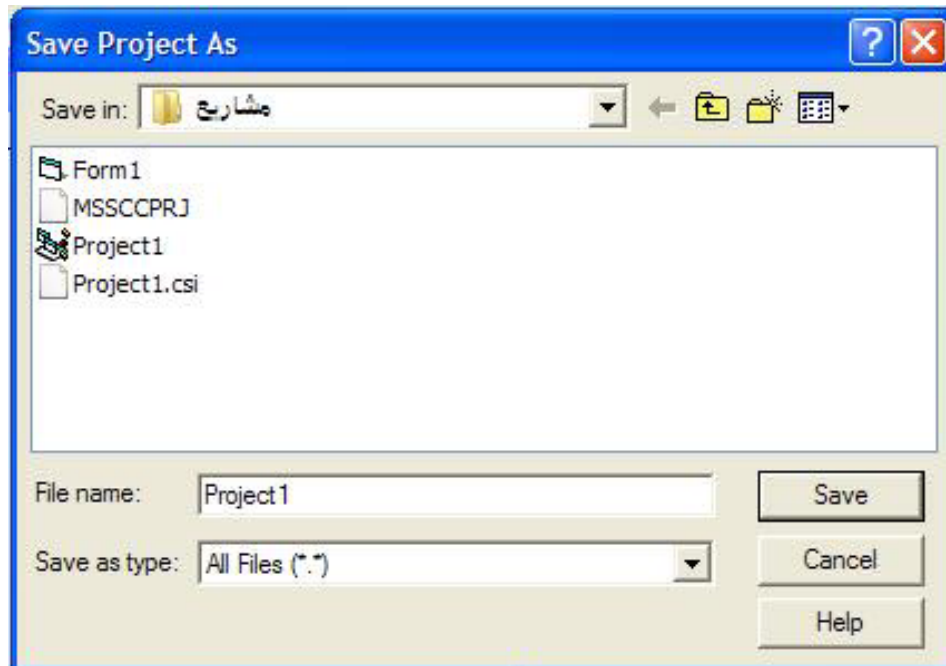 Save Project As
Save in: مشاريع
Form1
MSSCCPRJ
Project1
Project1.csi
File name: Project1 Save
Save as type: All Files (*.*) Cancel
Help